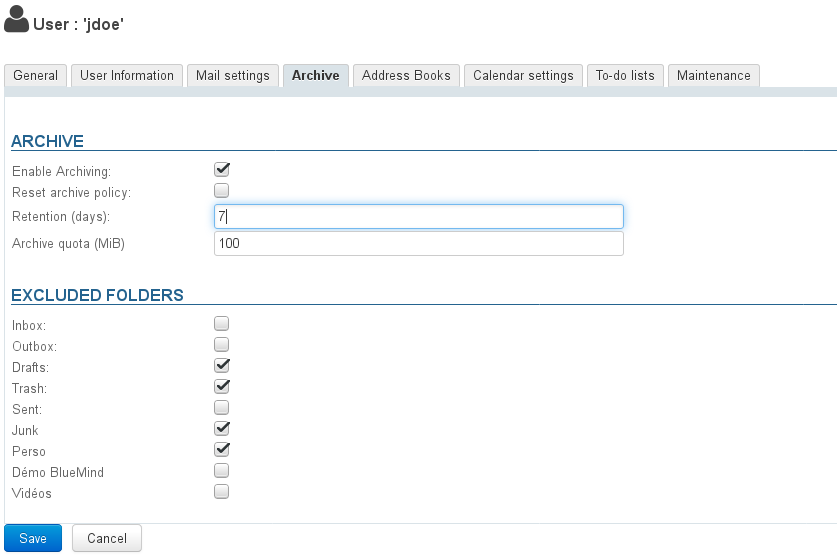 User : 'jdoe'
General User Information Mail settings Archive Address Books Calendar settings To-do lists Maintenance
ARCHIVE
Enable Archiving:
Reset archive policy:
Retention (days): 7
Archive quota (MiB) 100
EXCLUDED FOLDERS
Inbox:
Outbox:
Drafts:
Trash:
Sent:
Junk
Perso
Démo BlueMind
Vidéos
Save Cancel